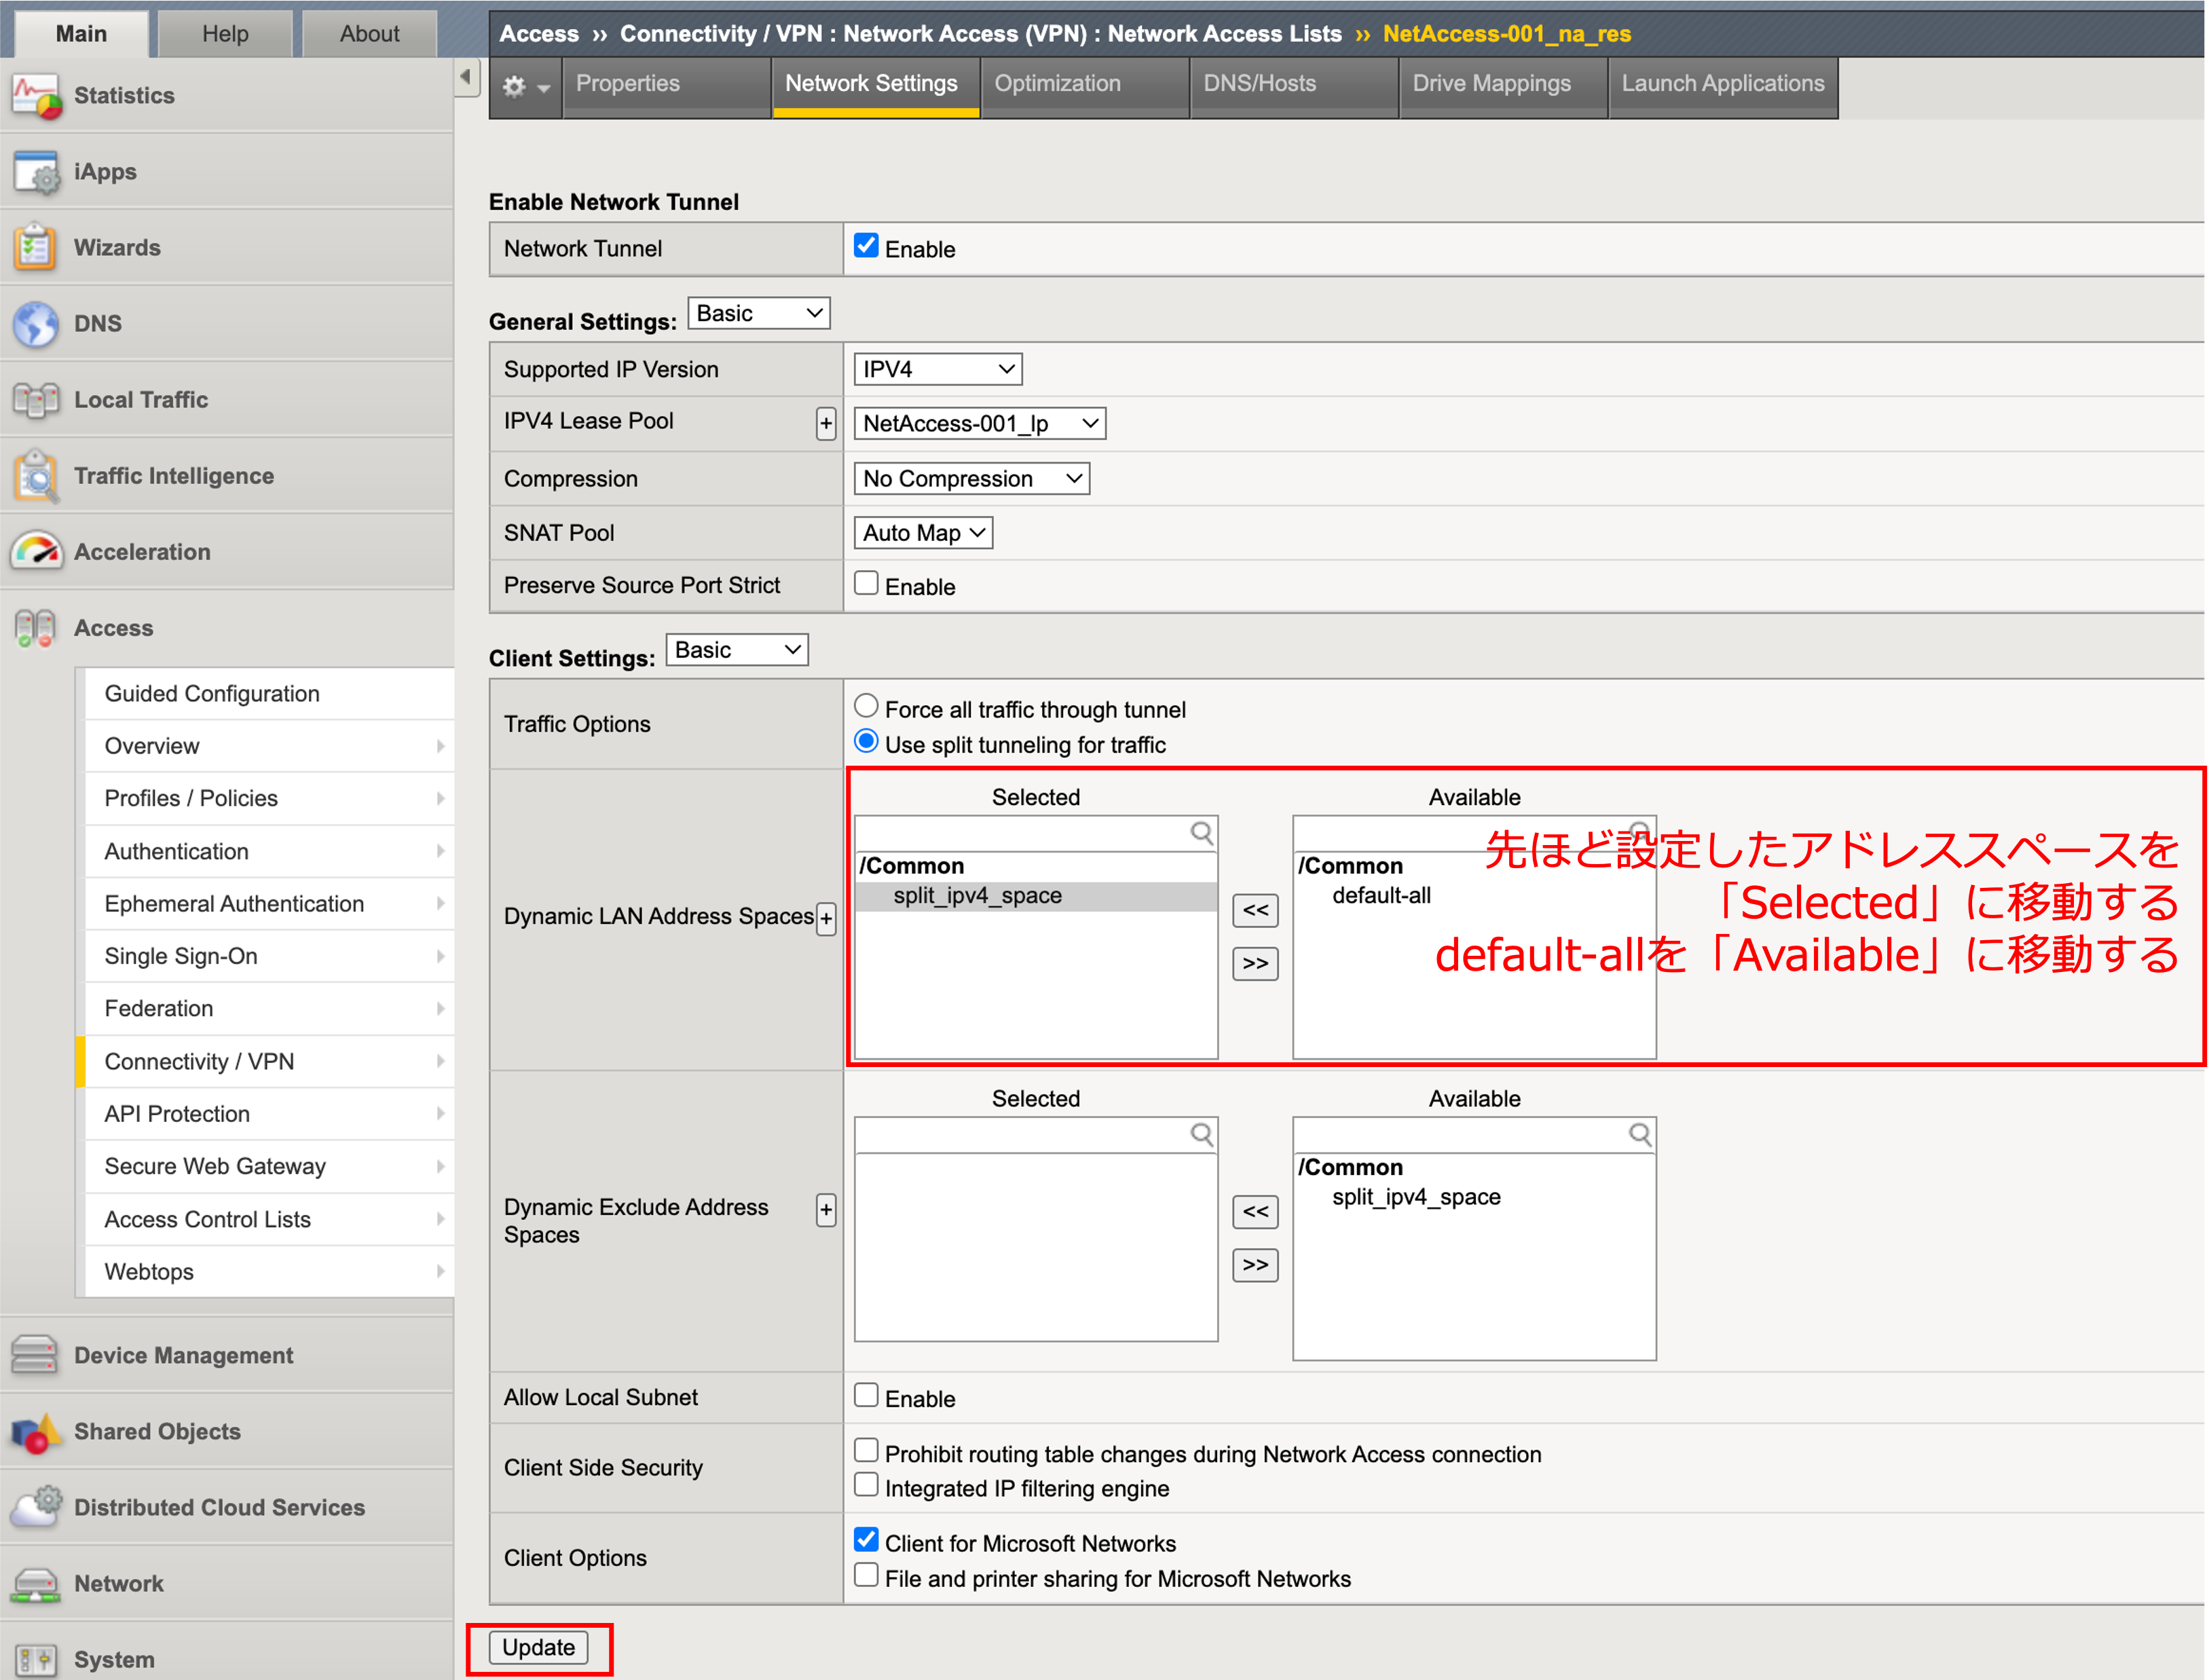 Main
Help
About
Access ›› Connectivity / VPN : Network Access (VPN) : Network Access Lists ›› NetAccess-001_na_res
Properties
Network Settings
Optimization
DNS/Hosts
Drive Mappings
Launch Applications
Statistics
iApps
Wizards
DNS
Local Traffic
Traffic Intelligence
Acceleration
Access
Guided Configuration
Overview
Profiles / Policies
Authentication
Ephemeral Authentication
Single Sign-On
Federation
Connectivity / VPN
API Protection
Secure Web Gateway
Access Control Lists
Webtops
Device Management
Shared Objects
Distributed Cloud Services
Network
System
Enable Network Tunnel
Network Tunnel
Enable
General Settings: Basic
Supported IP Version
IPV4
IPV4 Lease Pool
+
NetAccess-001_lp
Compression
No Compression
SNAT Pool
Auto Map
Preserve Source Port Strict
Enable
Client Settings: Basic
Traffic Options
Force all traffic through tunnel
Use split tunneling for traffic
Dynamic LAN Address Spaces
+
Selected
/Common
split_ipv4_space
<<
>>
Available
/Common
default-all
先ほど設定したアドレススペースを
「Selected」に移動する
default-allを「Available」に移動する
Dynamic Exclude Address
Spaces
+
Selected
<<
>>
Available
/Common
split_ipv4_space
Allow Local Subnet
Enable
Client Side Security
Prohibit routing table changes during Network Access connection
Integrated IP filtering engine
Client Options
Client for Microsoft Networks
File and printer sharing for Microsoft Networks
Update